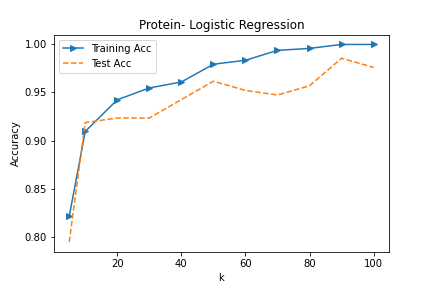 Protein- Logistic Regression
1.00
0.95
0.90
0.85
0.80
Accuracy
Training Acc
Test Acc
20
40
60
80
100
k